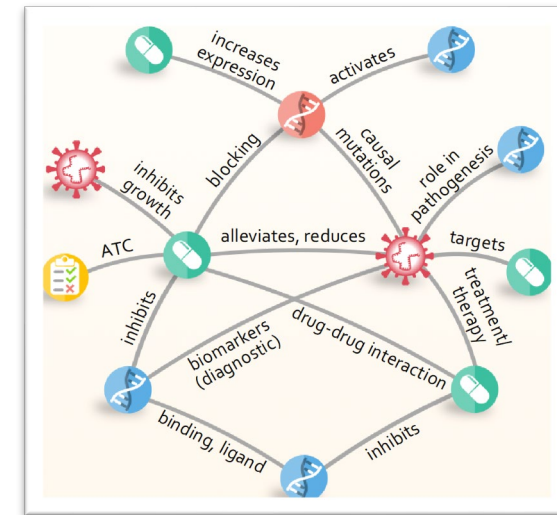 increases
expression
activates
blocking
causal
mutations
role in
pathogenesis
inhibits
growth
ATC
alleviates, reduces
targets
treatment/
therapy
inhibits
biomarkers
(diagnostic)
drug-drug interaction
binding, ligand
inhibits